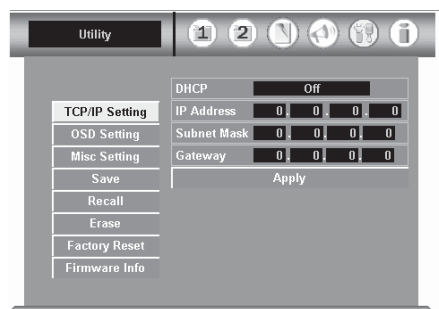 Utility 1 2 i
DHCP Off
TCP/IP Setting IP Address 0. 0. 0. 0
OSD Setting Subnet Mask 0. 0. 0. 0
Misc Setting Gateway 0. 0. 0. 0
Save Apply
Recall
Erase
Factory Reset
Firmware Info